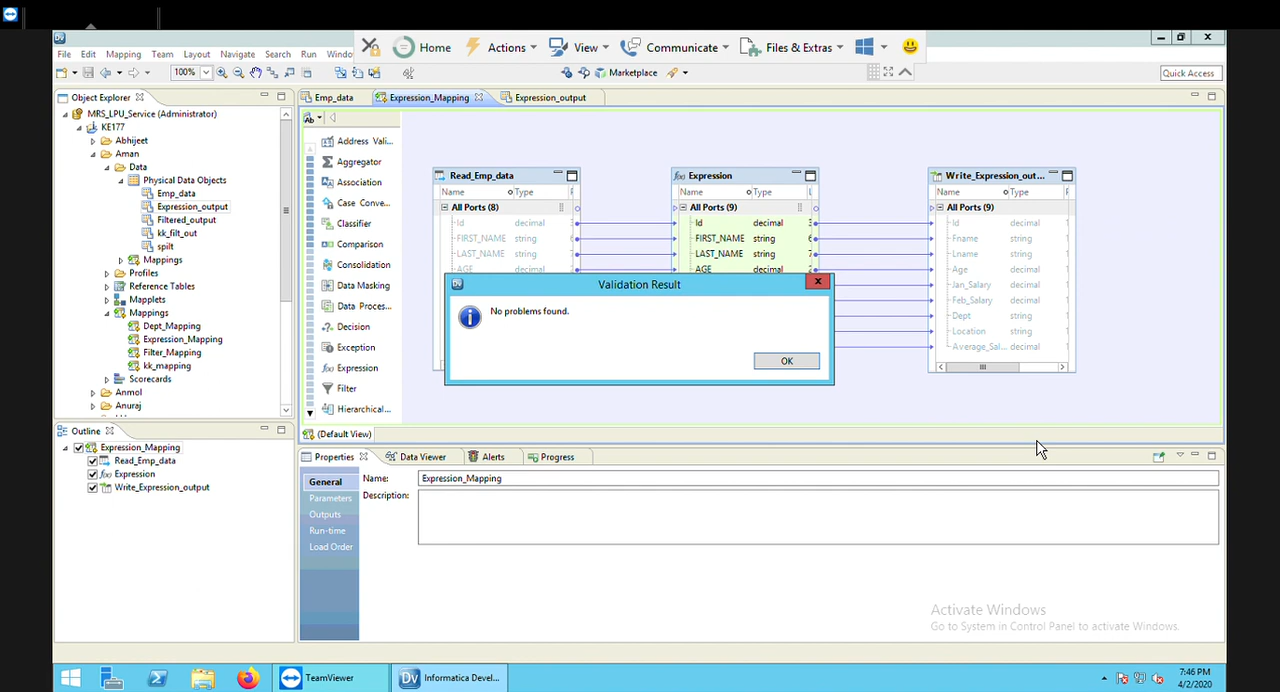 File Edit Mapping Team Layout Navigate Search Run Windo
Home Actions View Communicate Files & Extras
100% Marketplace Quick Access
Object Explorer
MRS_LPU_Service (Administrator)
KE177
Abhijeet
Aman
Data
Physical Data Objects
Emp_data
Expression_output
Filtered_output
kk_filt_out
spilt
Mappings
Profiles
Reference Tables
Mapplets
Mappings
Dept_Mapping
Expression_Mapping
Filter_Mapping
kk_mapping
Scorecards
Anmol
Anuraj
Outline
Expression_Mapping
Read_Emp_data
Expression
Write_Expression_output
Emp_data Expression_Mapping Expression_output
Ab
Address Vali...
Aggregator
Association
Case Conve...
Classifier
Comparison
Consolidation
Data Masking
Data Proces...
Decision
Exception
Expression
Filter
Hierarchical...
Read_Emp_data
Name Type
All Ports (8)
Id decimal
FIRST_NAME string
LAST_NAME string
AGE decimal
Expression
Name Type
All Ports (9)
Id decimal
FIRST_NAME string
LAST_NAME string
AGE decimal
Write_Expression_out...
Name Type
All Ports (9)
Id decimal
Fname string
Lname string
Age decimal
Jan_Salary decimal
Feb_Salary decimal
Dept string
Location string
Average_Sal... decimal
Dv Validation Result
No problems found.
OK
(Default View)
Properties Data Viewer Alerts Progress
General
Parameters
Outputs
Run-time
Load Order
Name: Expression_Mapping
Description:
Activate Windows
Go to System in Control Panel to activate Windows.
TeamViewer
Dv Informatica Devel...
7:46 PM
4/2/2020